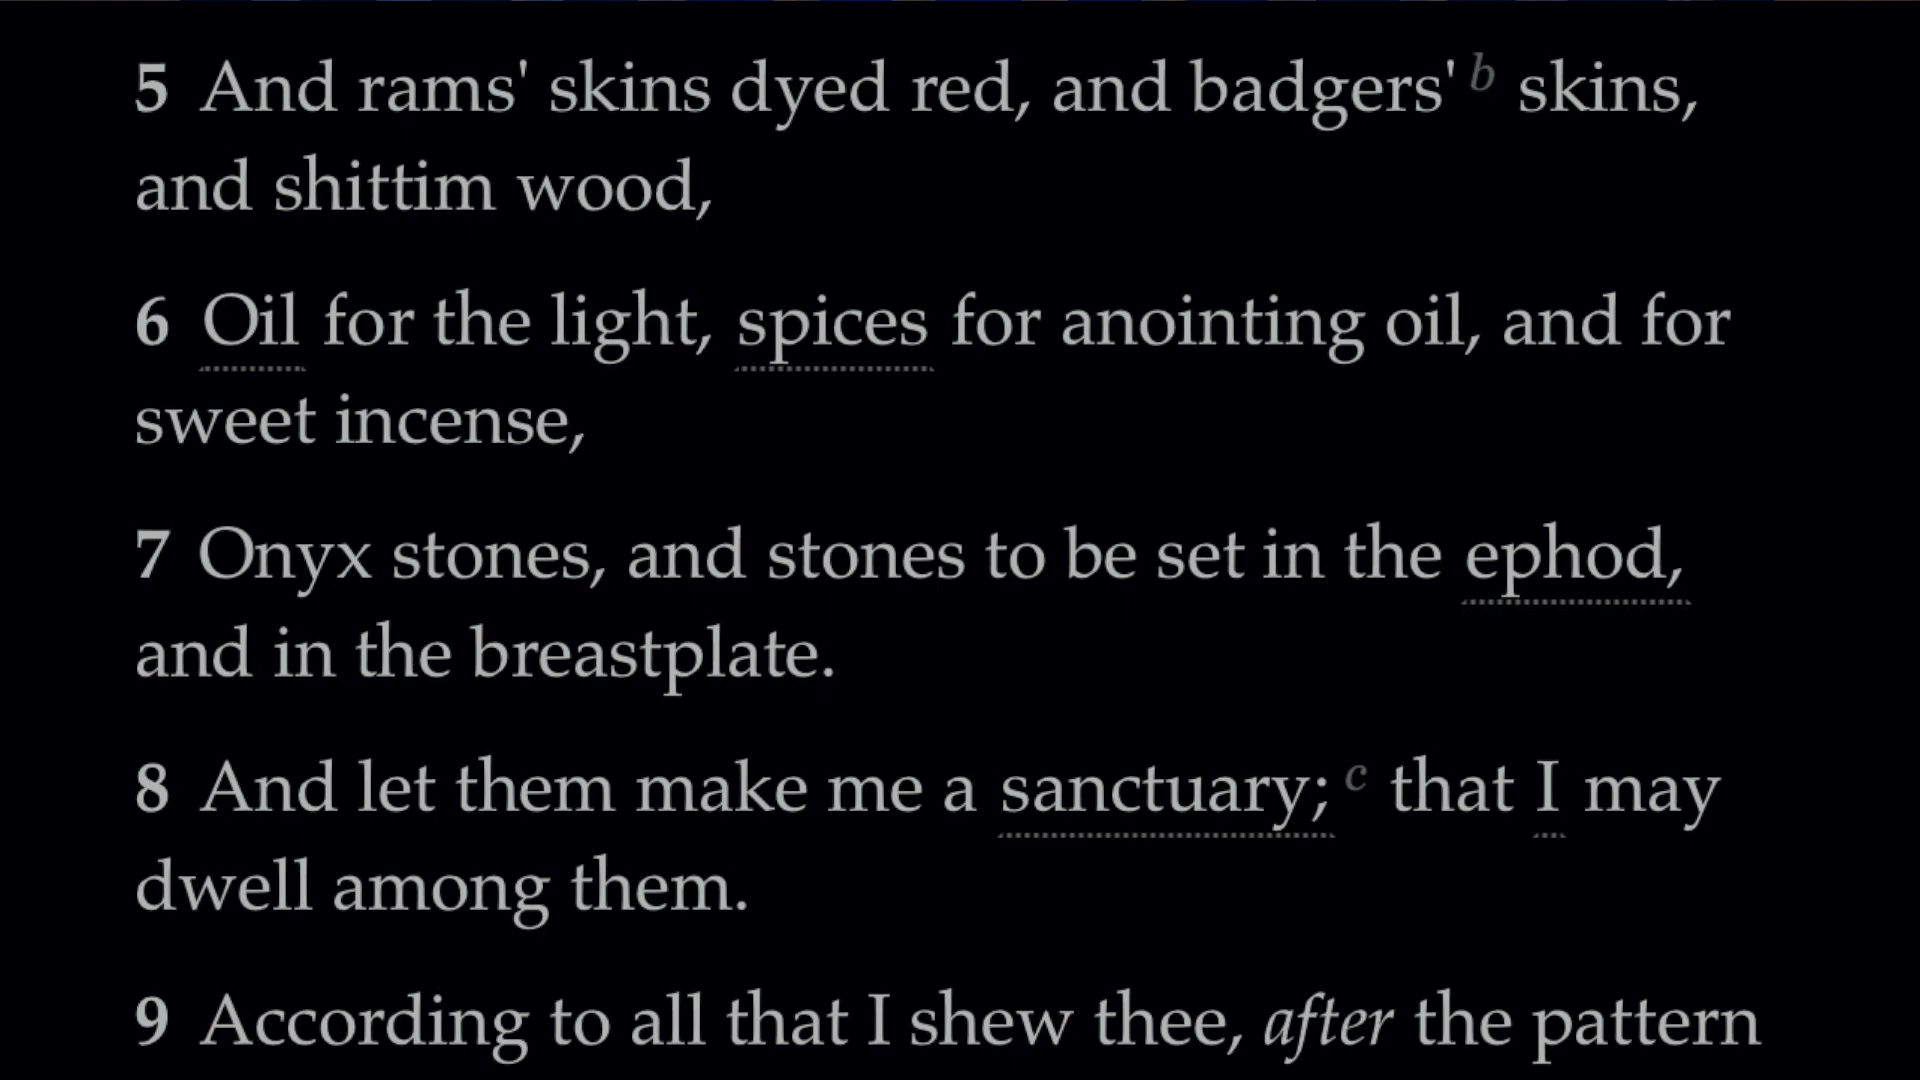 5 And rams' skins dyed red, and badgers' b skins,
and shittim wood,
6 Oil for the light, spices for anointing oil, and for
sweet incense,
7 Onyx stones, and stones to be set in the ephod,
and in the breastplate.
8 And let them make me a sanctuary; c that I may
dwell among them.
9 According to all that I shew thee, after the pattern